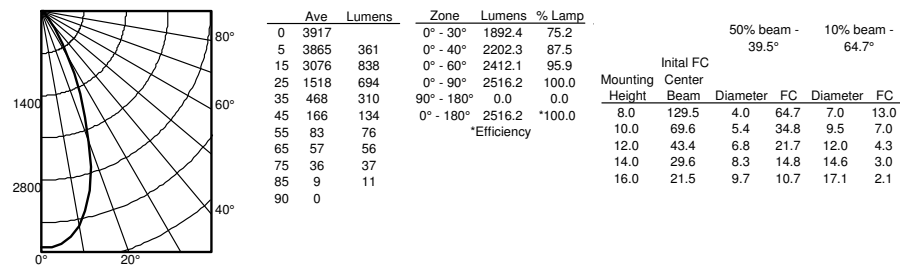 80°
60°
40°
1400
2800
0° 20°
Ave Lumens
0 3917
5 3865 361
15 3076 838
25 1518 694
35 468 310
45 166 134
55 83 76
65 57 56
75 36 37
85 9 11
90 0
Zone Lumens % Lamp
0° - 30° 1892.4 75.2
0° - 40° 2202.3 87.5
0° - 60° 2412.1 95.9
0° - 90° 2516.2 100.0
90° - 180° 0.0 0.0
0° - 180° 2516.2 *100.0
*Efficiency
50% beam - 10% beam -
39.5° 64.7°
Inital FC
Mounting Center
Height Beam Diameter FC Diameter FC
8.0 129.5 4.0 64.7 7.0 13.0
10.0 69.6 5.4 34.8 9.5 7.0
12.0 43.4 6.8 21.7 12.0 4.3
14.0 29.6 8.3 14.8 14.6 3.0
16.0 21.5 9.7 10.7 17.1 2.1